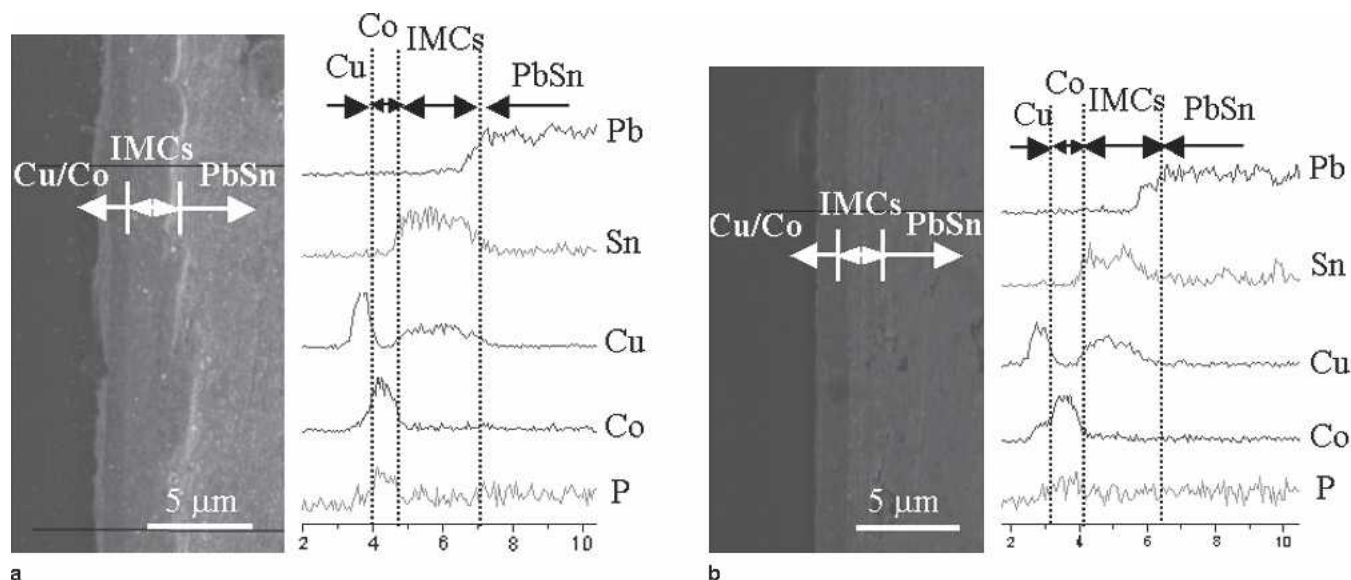 Co
IMCs
Cu
PbSn
Pb
IMCs
Cu/Co PbSn
Sn
Cu
Co
P
5 μm
2 4 6 8 10
a
Co
IMCs
Cu
PbSn
Pb
IMCs
Cu/Co PbSn
Sn
Cu
Co
P
5 μm
2 4 6 8 10
b